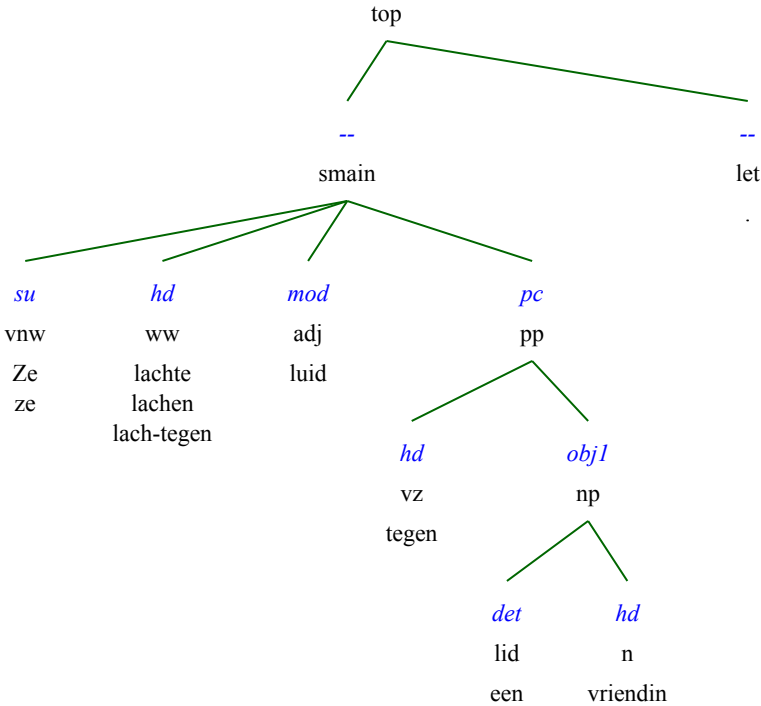 top
-- --
smain let
.
su hd mod pc
vnw ww adj pp
Ze lachte luid
ze lachen
lach-tegen
hd obj1
vz np
tegen
det hd
lid n
een vriendin